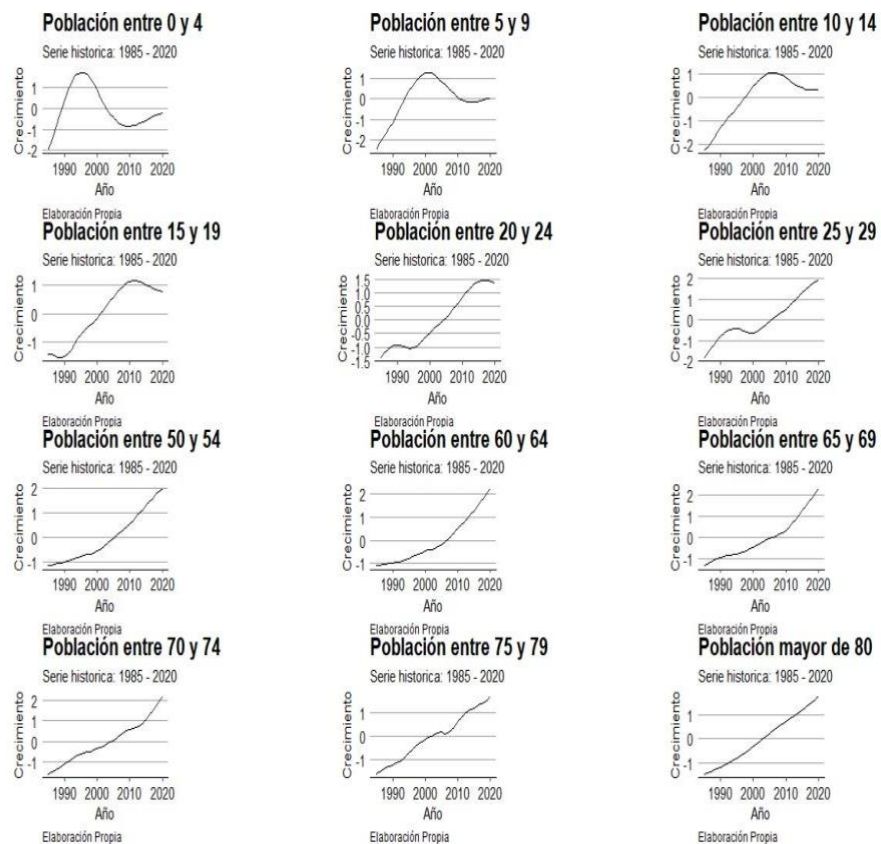 Población entre 0 y 4
Serie historica: 1985 - 2020
Crecimiento
1
0
-1
-2
1990 2000 2010 2020
Año
Elaboración Propia
Población entre 5 y 9
Serie historica: 1985 - 2020
Crecimiento
1
0
-1
-2
1990 2000 2010 2020
Año
Elaboración Propia
Población entre 10 y 14
Serie historica: 1985 - 2020
Crecimiento
1
0
-1
-2
1990 2000 2010 2020
Año
Elaboración Propia
Población entre 15 y 19
Serie historica: 1985 - 2020
Crecimiento
1
0
-1
1990 2000 2010 2020
Año
Elaboración Propia
Población entre 20 y 24
Serie historica: 1985 - 2020
Crecimiento
1.5
1.0
0.5
0.0
-0.5
-1.0
-1.5
1990 2000 2010 2020
Año
Elaboración Propia
Población entre 25 y 29
Serie historica: 1985 - 2020
Crecimiento
2
1
0
-1
-2
1990 2000 2010 2020
Año
Elaboración Propia
Población entre 50 y 54
Serie historica: 1985 - 2020
Crecimiento
2
1
0
-1
1990 2000 2010 2020
Año
Elaboración Propia
Población entre 60 y 64
Serie historica: 1985 - 2020
Crecimiento
2
1
0
-1
1990 2000 2010 2020
Año
Elaboración Propia
Población entre 65 y 69
Serie historica: 1985 - 2020
Crecimiento
2
1
0
-1
1990 2000 2010 2020
Año
Elaboración Propia
Población entre 70 y 74
Serie historica: 1985 - 2020
Crecimiento
2
1
0
-1
1990 2000 2010 2020
Año
Elaboración Propia
Población entre 75 y 79
Serie historica: 1985 - 2020
Crecimiento
1
0
-1
1990 2000 2010 2020
Año
Elaboración Propia
Población mayor de 80
Serie historica: 1985 - 2020
Crecimiento
1
0
-1
1990 2000 2010 2020
Año
Elaboración Propia